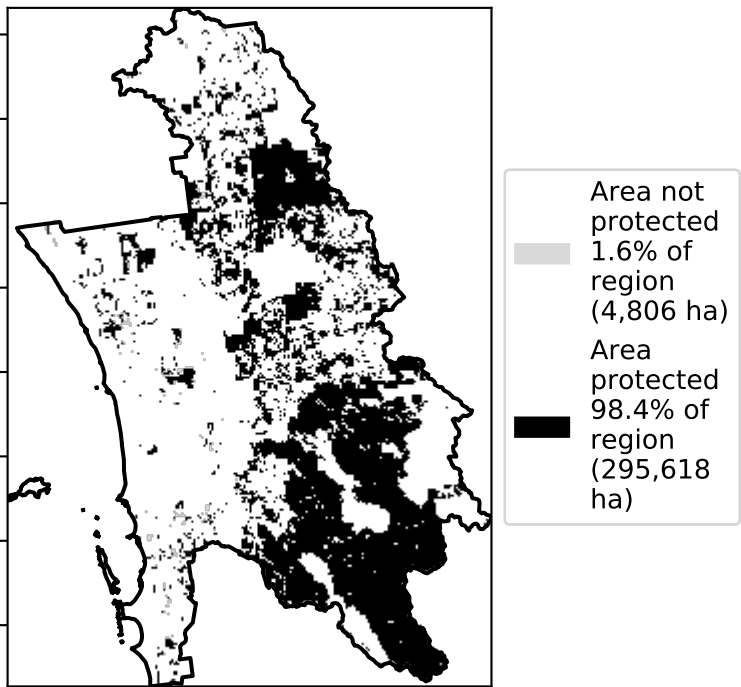 Area not
protected
1.6% of
region
(4,806 ha)
Area
protected
98.4% of
region
(295,618
ha)